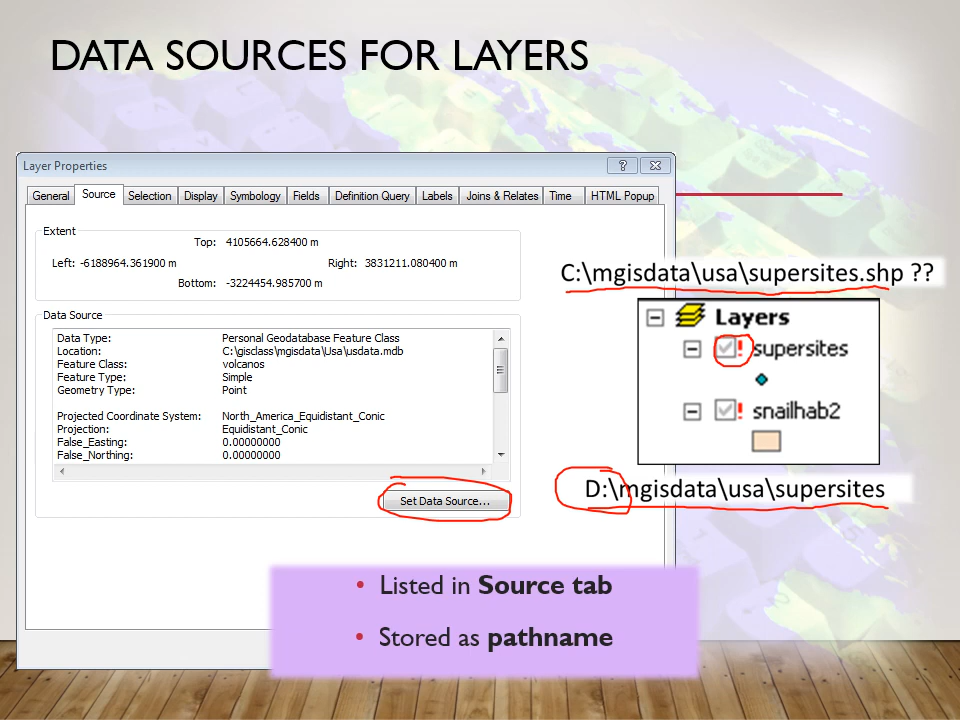 DATA SOURCES FOR LAYERS
Layer Properties
General Source Selection Display Symbology Fields Definition Query Labels Joins & Relates Time HTML Popup
Extent
Top: 4105664.628400 m
Left: -6188964.361900 m Right: 3831211.080400 m
Bottom: -3224454.985700 m
Data Source
Data Type: Personal Geodatabase Feature Class
Location: C:\gisclass\mgisdata\Usa\usdata.mdb
Feature Class: volcanos
Feature Type: Simple
Geometry Type: Point
Projected Coordinate System: North_America_Equidistant_Conic
Projection: Equidistant_Conic
False_Easting: 0.00000000
False_Northing: 0.00000000
Set Data Source...
C:\mgisdata\usa\supersites.shp ??
Layers
! supersites
! snailhab2
D:\mgisdata\usa\supersites
• Listed in Source tab
• Stored as pathname